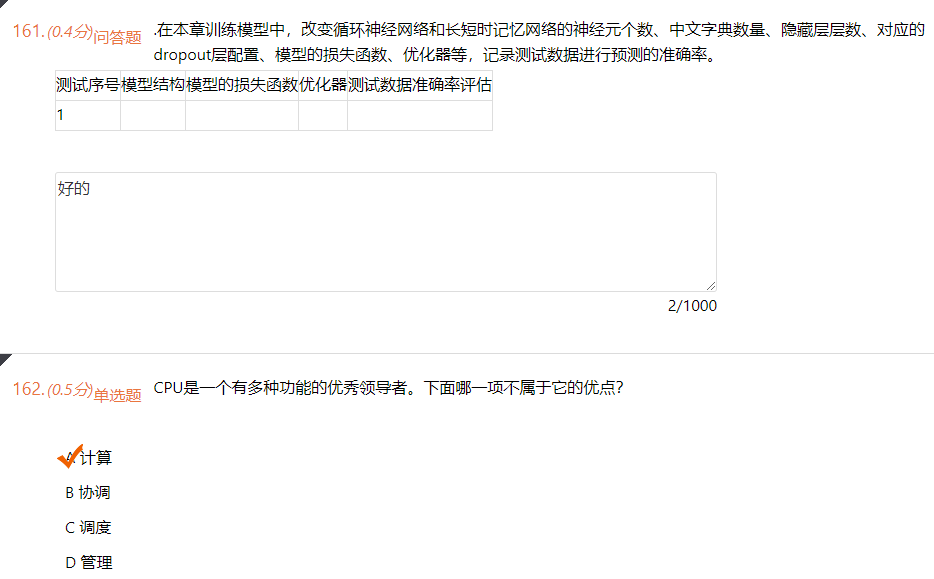 161.(0.4分)问答题 .在本章训练模型中，改变循环神经网络和长短时记忆网络的神经元个数、中文字典数量、隐藏层层数、对应的
dropout层配置、模型的损失函数、优化器等，记录测试数据进行预测的准确率。
测试序号 模型结构 模型的损失函数 优化器 测试数据准确率评估
1
好的
2/1000
162.(0.5分)单选题 CPU是一个有多种功能的优秀领导者。下面哪一项不属于它的优点？
A 计算
B 协调
C 调度
D 管理